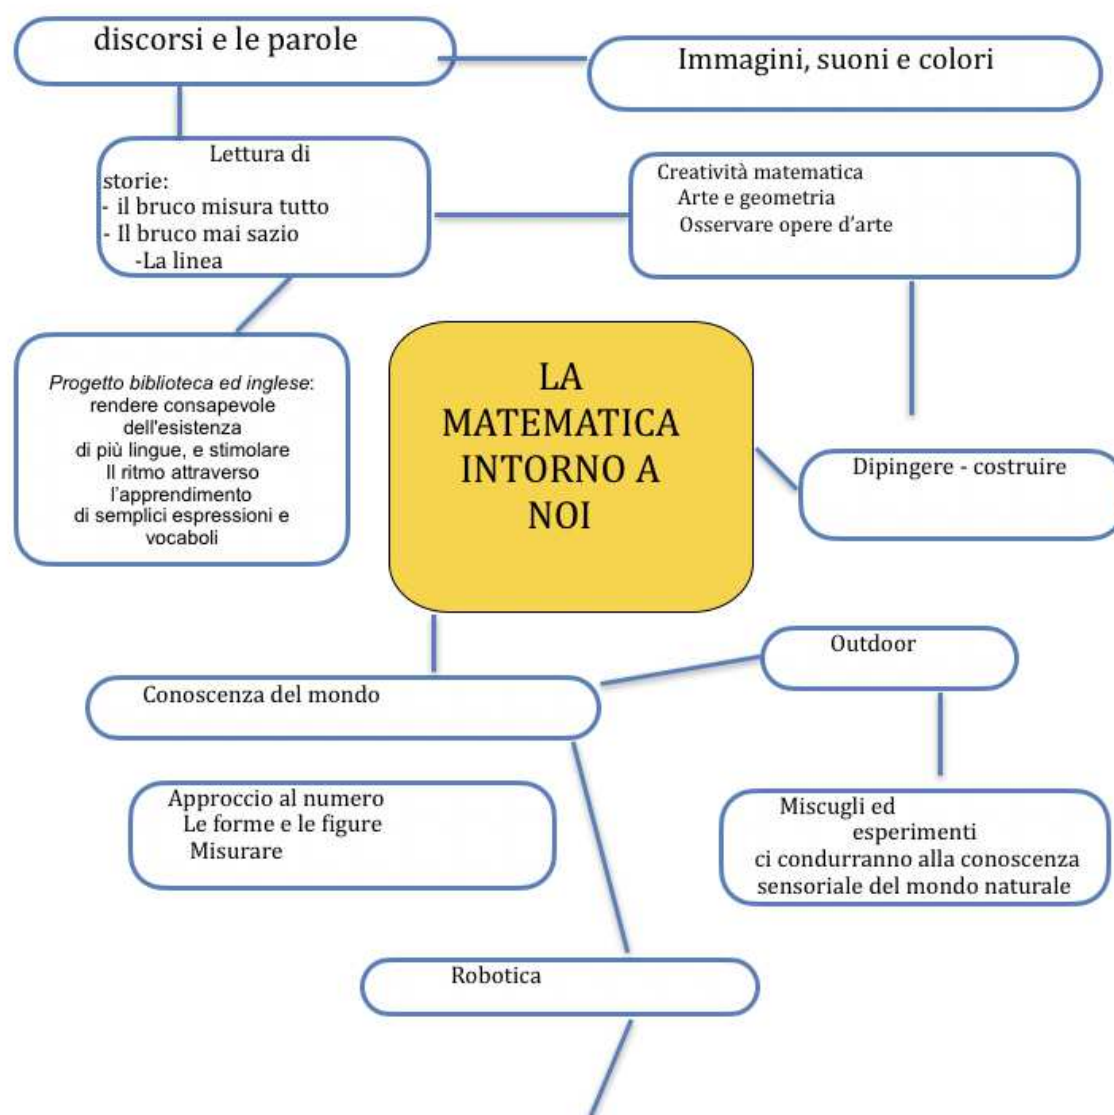 discorsi e le parole
Immagini, suoni e colori
Lettura di
storie:
- il bruco misura tutto
- Il bruco mai sazio
-La linea
Creatività matematica
Arte e geometria
Osservare opere d'arte
Progetto biblioteca ed inglese:
rendere consapevole
dell'esistenza
di più lingue, e stimolare
Il ritmo attraverso
l'apprendimento
di semplici espressioni e
vocaboli
LA
MATEMATICA
INTORNO A
NOI
Dipingere - costruire
Outdoor
Conoscenza del mondo
Approccio al numero
Le forme e le figure
Misurare
Miscugli ed
esperimenti
ci condurranno alla conoscenza
sensoriale del mondo naturale
Robotica